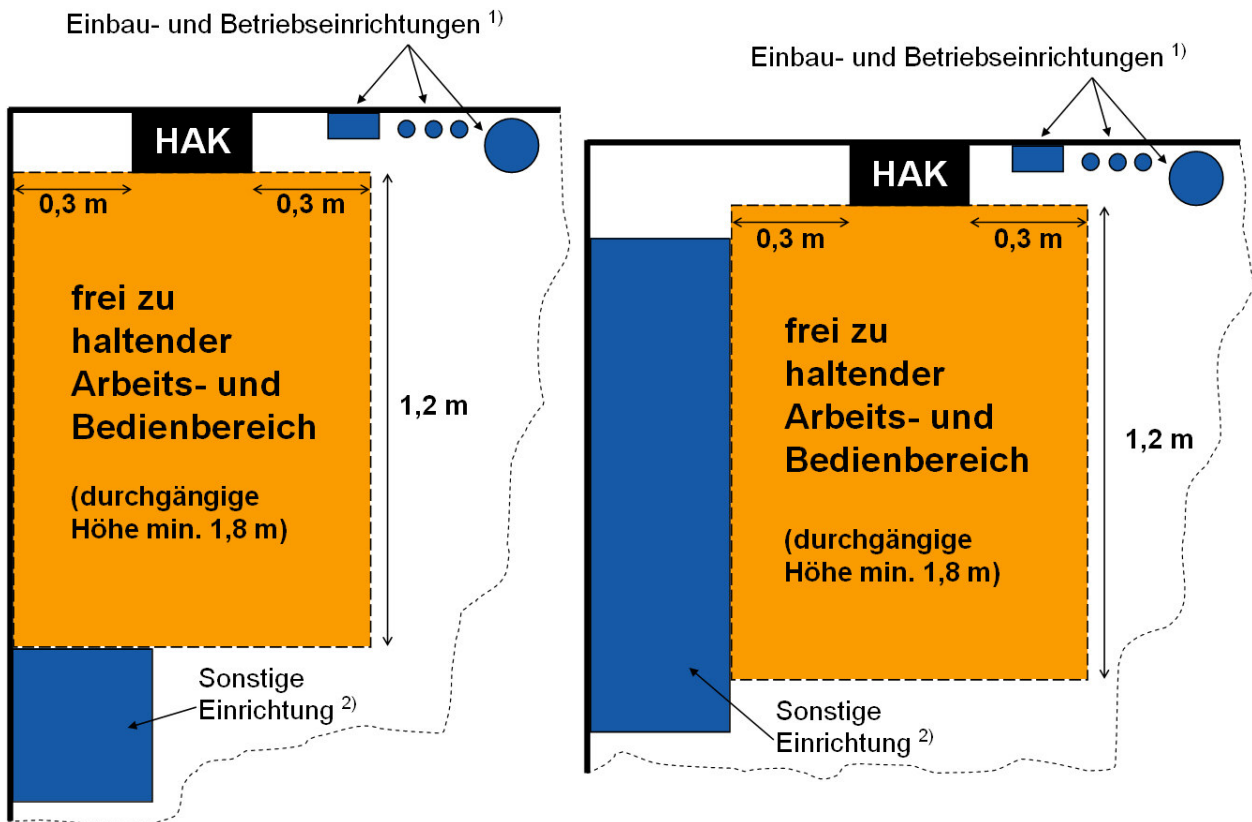 Einbau- und Betriebseinrichtungen 1)
HAK
0,3 m
0,3 m
frei zu
haltender
Arbeits- und
Bedienbereich
(durchgängige
Höhe min. 1,8 m)
1,2 m
Sonstige
Einrichtung 2)
Einbau- und Betriebseinrichtungen 1)
HAK
0,3 m
0,3 m
frei zu
haltender
Arbeits- und
Bedienbereich
(durchgängige
Höhe min. 1,8 m)
1,2 m
Sonstige
Einrichtung 2)